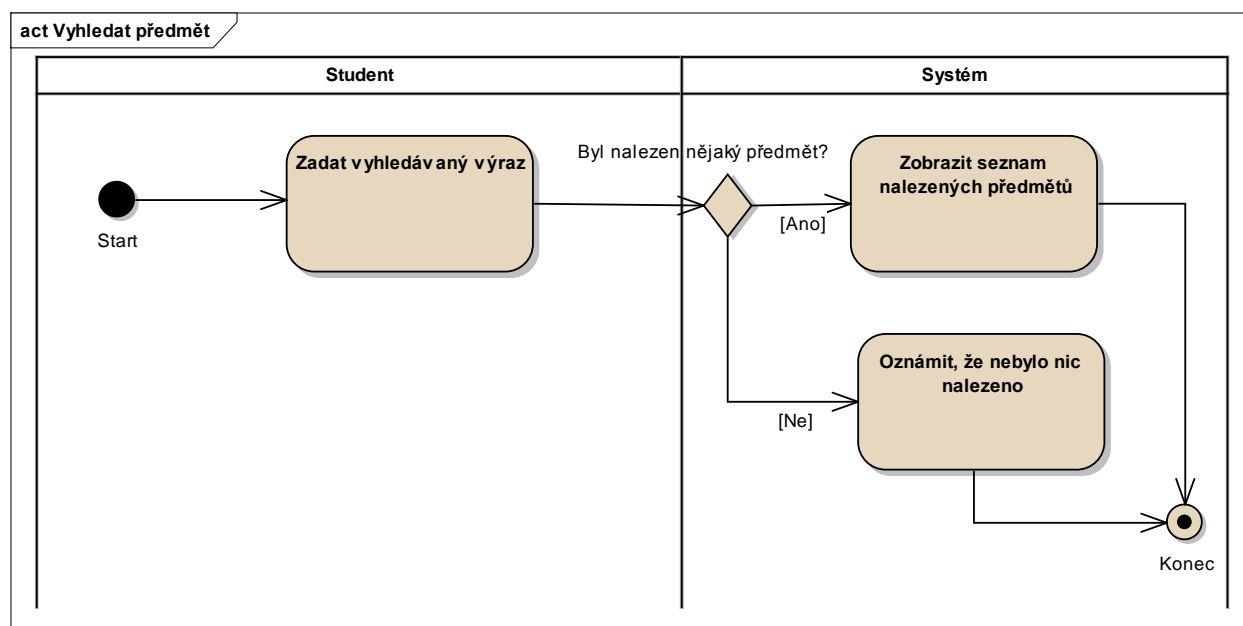 act Vyhledat předmět
Student
Systém
Start
Zadat vyhledávaný výraz
Byl nalezen nějaký předmět?
[Ano]
Zobrazit seznam
nalezených předmětů
[Ne]
Oznámit, že nebylo nic
nalezeno
Konec